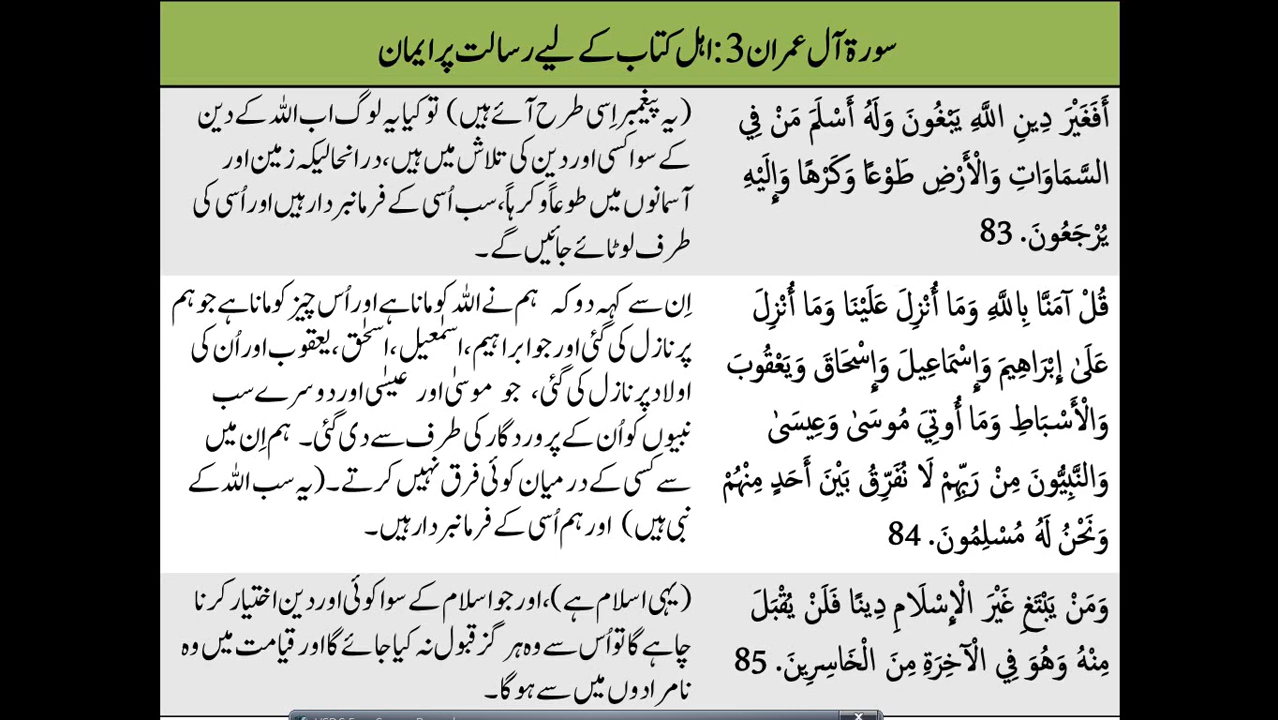 سورۃ آل عمران 3: اہل کتاب کے لیے رسالت پر ایمان
أَفَغَيْرَ دِينِ اللَّهِ يَبْغُونَ وَلَهُ أَسْلَمَ مَنْ فِي
السَّمَاوَاتِ وَالْأَرْضِ طَوْعًا وَكَرْهًا وَإِلَيْهِ
يُرْجَعُونَ. 83
(یہ پیغمبر اِسی طرح آئے ہیں) تو کیا یہ لوگ اب اللہ کے دین
کے سوا کسی اور دین کی تلاش میں ہیں، دراںحالیکہ زمین اور
آسمانوں میں طوعاً و کرہاً، سب اُسی کے فرمانبردار ہیں اور اُسی کی
طرف لوٹائے جائیں گے۔
قُلْ آمَنَّا بِاللَّهِ وَمَا أُنْزِلَ عَلَيْنَا وَمَا أُنْزِلَ
عَلَىٰ إِبْرَاهِيمَ وَإِسْمَاعِيلَ وَإِسْحَاقَ وَيَعْقُوبَ
وَالْأَسْبَاطِ وَمَا أُوتِيَ مُوسَىٰ وَعِيسَىٰ
وَالنَّبِيُّونَ مِنْ رَبِّهِمْ لَا نُفَرِّقُ بَيْنَ أَحَدٍ مِنْهُمْ
وَنَحْنُ لَهُ مُسْلِمُونَ. 84
اِن سے کہہ دو کہ ہم نے اللہ کو مانا ہے اور اُس چیز کو مانا ہے جو ہم
پر نازل کی گئی اور جو ابراہیم، اسمٰعیل، اسحٰق، یعقوب اور اُن کی
اولاد پر نازل کی گئی، جو موسیٰ اور عیسیٰ اور دوسرے سب
نبیوں کو اُن کے پروردگار کی طرف سے دی گئی۔ ہم اِن میں
سے کسی کے درمیان کوئی فرق نہیں کرتے۔ (یہ سب اللہ کے
نبی ہیں) اور ہم اُسی کے فرمانبردار ہیں۔
وَمَنْ يَبْتَغِ غَيْرَ الْإِسْلَامِ دِينًا فَلَنْ يُقْبَلَ
مِنْهُ وَهُوَ فِي الْآخِرَةِ مِنَ الْخَاسِرِينَ. 85
(یہی اسلام ہے)، اور جو اسلام کے سوا کوئی اور دین اختیار کرنا
چاہے گا تو اُس سے وہ ہرگز قبول نہ کیا جائے گا اور قیامت میں وہ
نامرادوں میں سے ہو گا۔